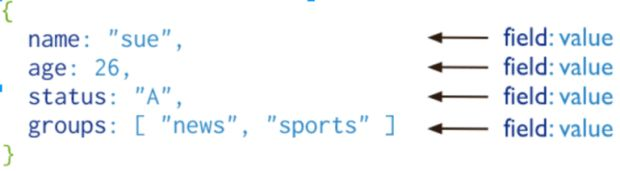 {
name: "sue", field: value
age: 26, field: value
status: "A", field: value
groups: [ "news", "sports" ] field: value
}